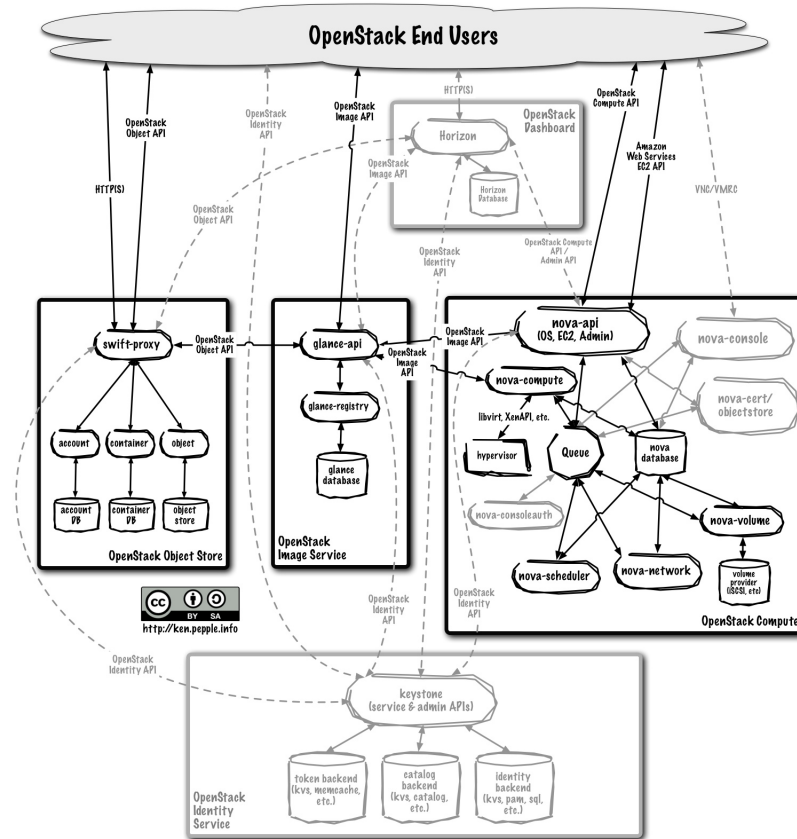 OpenStack End Users
OpenStack
Object API
HTTP(S)
OpenStack
Identity
API
OpenStack
Image API
HTTP(S)
OpenStack
Dashboard
Horizon
Horizon
Database
OpenStack
Image API
OpenStack
Object API
OpenStack
Identity
API
OpenStack
Compute API
Amazon
Web Services
EC2 API
VNC/VMRC
OpenStack Compute
API /
Admin API
swift-proxy
account
container
object
account
DB
container
DB
object
store
OpenStack Object Store
OpenStack
Object API
glance-api
glance-registry
glance
database
OpenStack
Image Service
OpenStack
Image API
OpenStack
Image
API
nova-api
(OS, EC2, Admin)
nova-console
nova-compute
nova-cert/
objectstore
libvirt, XenAPI, etc.
hypervisor
Queue
nova
database
nova-consoleauth
nova-volume
nova-scheduler
nova-network
volume
provider
(iSCSI, etc)
OpenStack Compute
cc
BY SA
http://ken.pepple.info
OpenStack
Identity
API
OpenStack
Identity
API
OpenStack
Identity API
keystone
(service & admin APIs)
token backend
(kvs, memcache,
etc.)
catalog
backend
(kvs, catalog,
etc.)
identity
backend
(kvs, pam, sql,
etc.)
OpenStack
Identity
Service